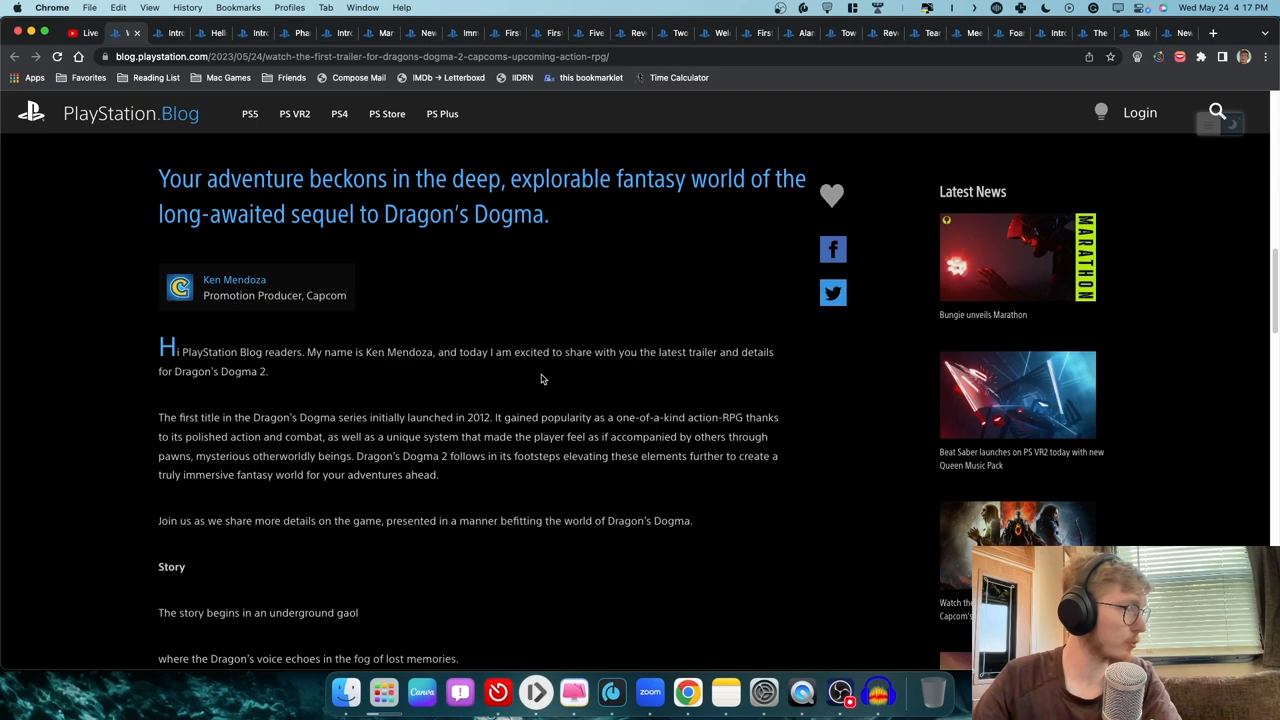 Chrome File Edit View History Bookmarks Profiles Tab Window Help Wed May 24 4:17 PM
Live
blog.playstation.com/2023/05/24/watch-the-first-trailer-for-dragons-dogma-2-capcoms-upcoming-action-rpg/
Apps Favorites Reading List Mac Games Friends Compose Mail IMDb → Letterboxd IIDRN this bookmarklet Time Calculator
PlayStation.Blog PS5 PS VR2 PS4 PS Store PS Plus Login
Your adventure beckons in the deep, explorable fantasy world of the
long-awaited sequel to Dragon's Dogma.
Ken Mendoza
Promotion Producer, Capcom
Hi PlayStation Blog readers. My name is Ken Mendoza, and today I am excited to share with you the latest trailer and details
for Dragon's Dogma 2.
The first title in the Dragon's Dogma series initially launched in 2012. It gained popularity as a one-of-a-kind action-RPG thanks
to its polished action and combat, as well as a unique system that made the player feel as if accompanied by others through
pawns, mysterious otherworldly beings. Dragon's Dogma 2 follows in its footsteps elevating these elements further to create a
truly immersive fantasy world for your adventures ahead.
Join us as we share more details on the game, presented in a manner befitting the world of Dragon's Dogma.
Story
The story begins in an underground gaol
where the Dragon's voice echoes in the fog of lost memories.
Latest News
MARATHON
Bungie unveils Marathon
Beat Saber launches on PS VR2 today with new
Queen Music Pack
Watch the
Capcom's
Canva
zoom